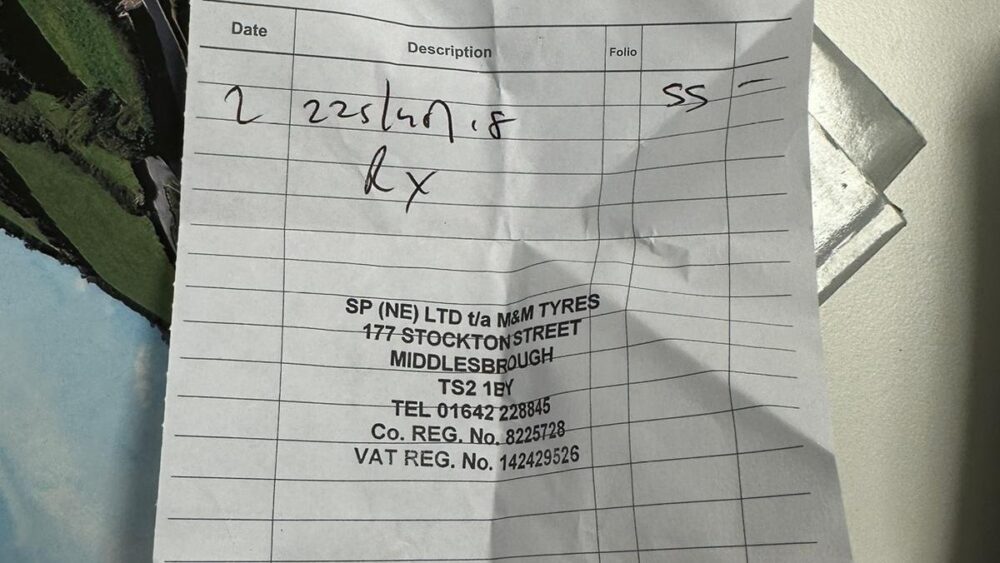 Date Description Folio
2 225/40/18 55 -
RX
SP (NE) LTD t/a M&M TYRES
177 STOCKTON STREET
MIDDLESBROUGH
TS2 1BY
TEL 01642 228845
Co. REG. No. 8225728
VAT REG. No. 142429526